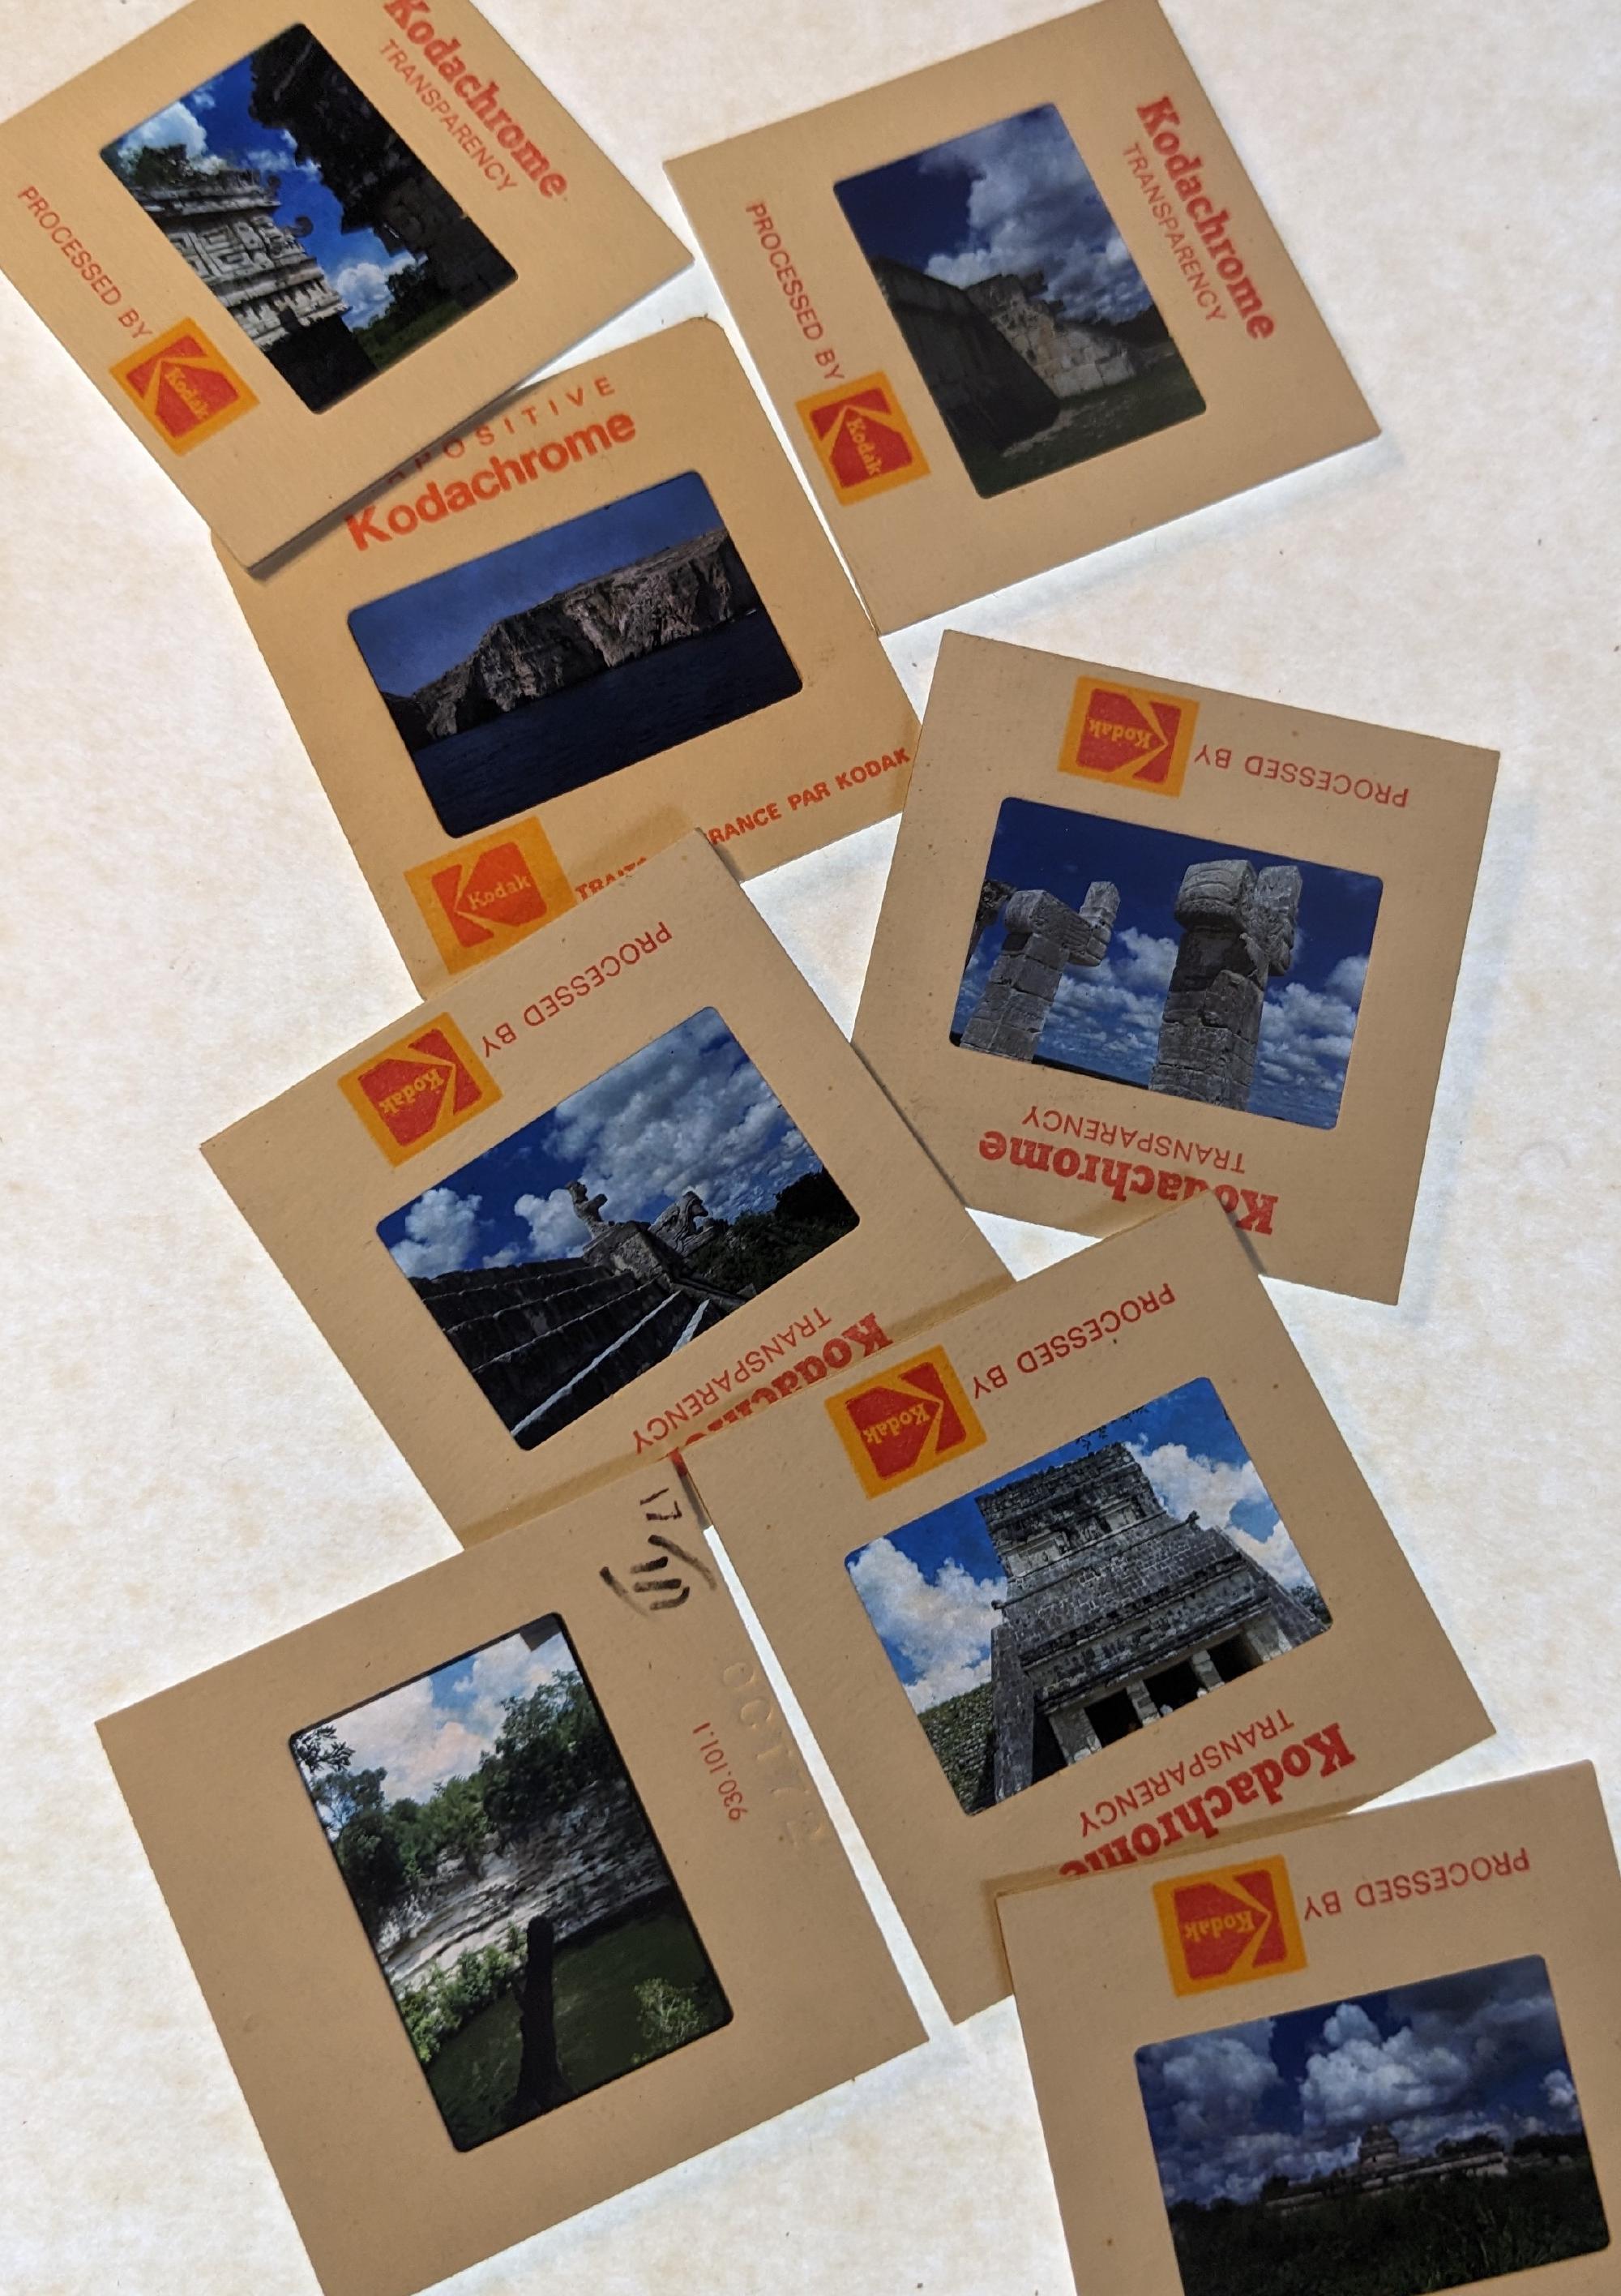 Kodachrome
TRANSPARENCY
PROCESSED BY
Kodak
Kodachrome
TRANSPARENCY
PROCESSED BY
Kodak
POSITIVE
Kodachrome
Kodak
RANCE PAR KODAK
Kodak
PROCESSED BY
TRANSPARENCY
Kodachrome
Kodak
PROCESSED BY
TRANSPARENCY
Kodak
PROCESSED BY
TRANSPARENCY
Kodachrome
930.101.1
Kodak
PROCESSED BY